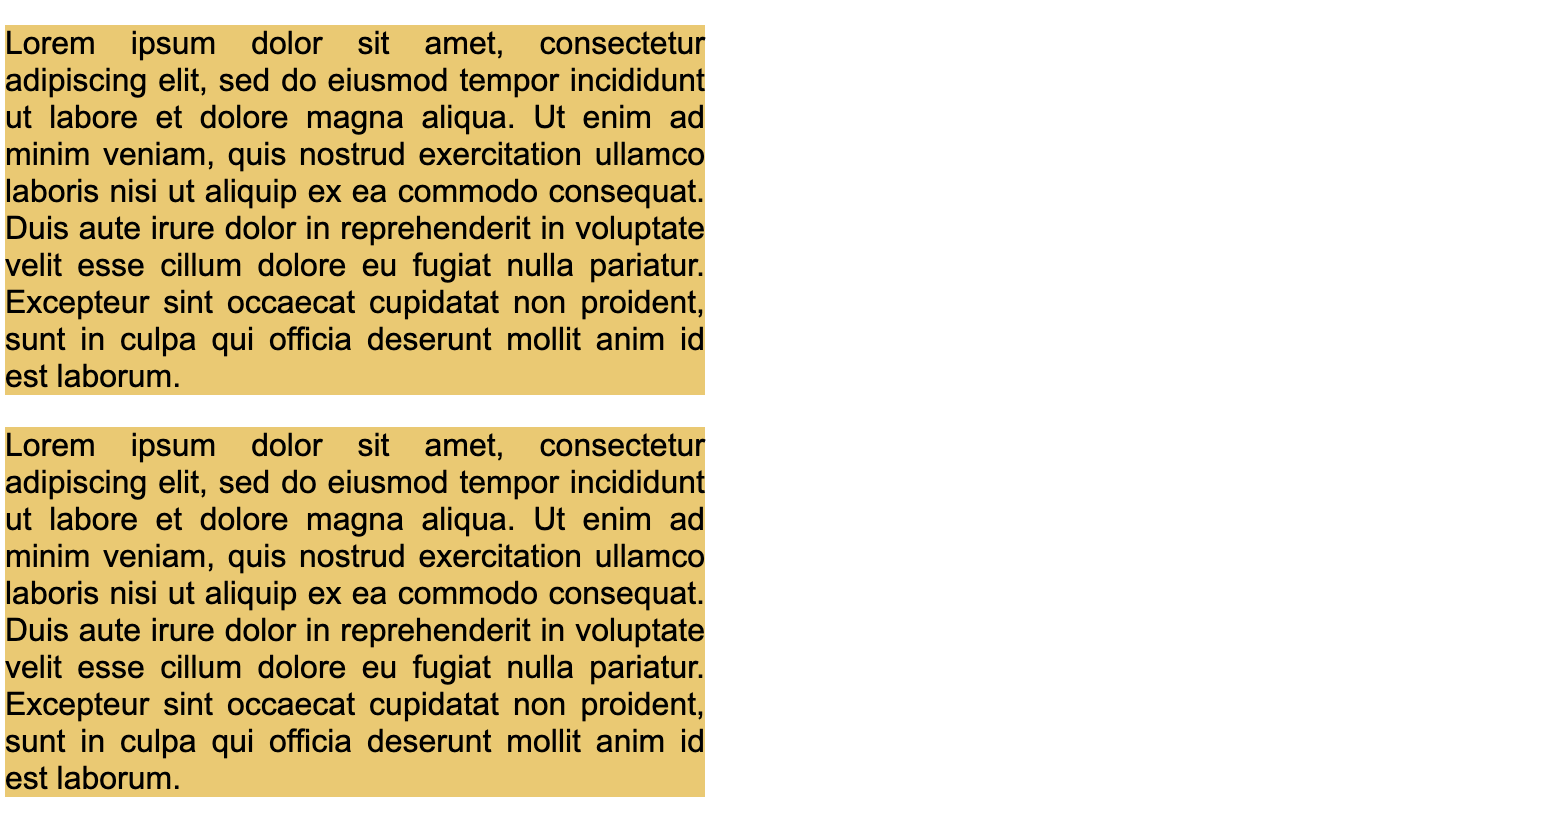 Lorem ipsum dolor sit amet, consectetur
adipiscing elit, sed do eiusmod tempor incididunt
ut labore et dolore magna aliqua. Ut enim ad
minim veniam, quis nostrud exercitation ullamco
laboris nisi ut aliquip ex ea commodo consequat.
Duis aute irure dolor in reprehenderit in voluptate
velit esse cillum dolore eu fugiat nulla pariatur.
Excepteur sint occaecat cupidatat non proident,
sunt in culpa qui officia deserunt mollit anim id
est laborum.
Lorem ipsum dolor sit amet, consectetur
adipiscing elit, sed do eiusmod tempor incididunt
ut labore et dolore magna aliqua. Ut enim ad
minim veniam, quis nostrud exercitation ullamco
laboris nisi ut aliquip ex ea commodo consequat.
Duis aute irure dolor in reprehenderit in voluptate
velit esse cillum dolore eu fugiat nulla pariatur.
Excepteur sint occaecat cupidatat non proident,
sunt in culpa qui officia deserunt mollit anim id
est laborum.